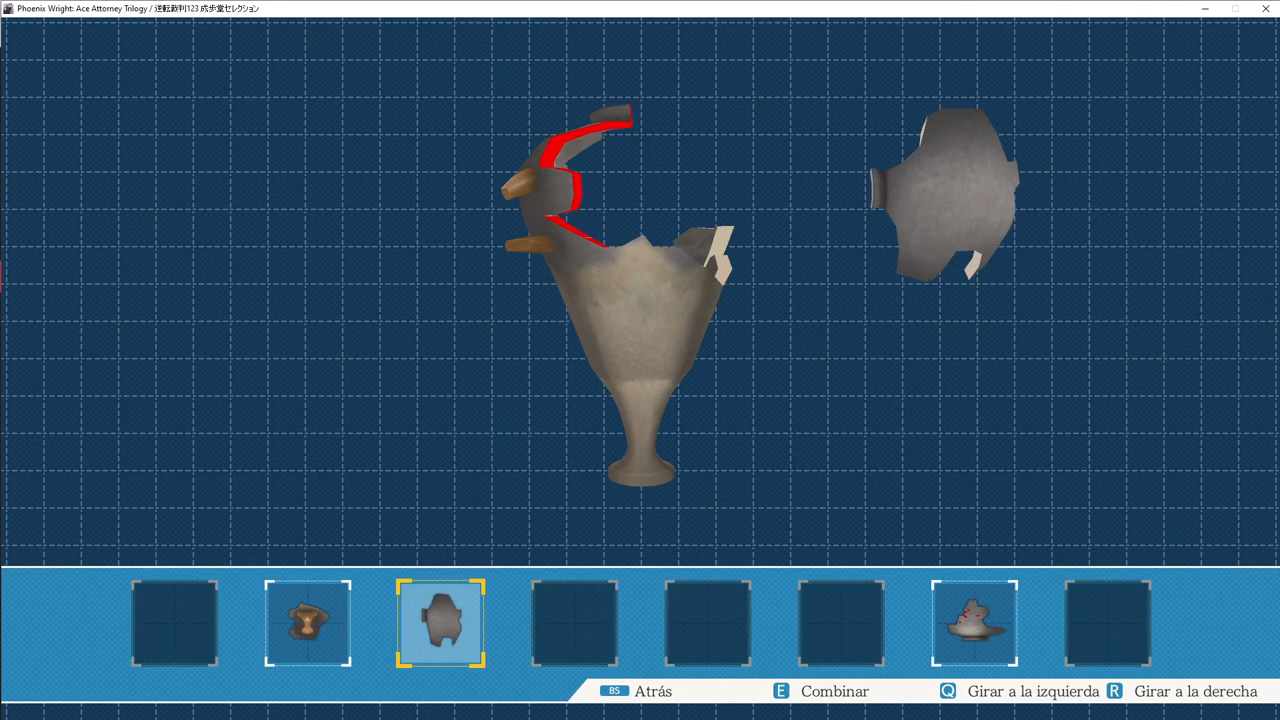 Phoenix Wright: Ace Attorney Trilogy / 逆転裁判123 成歩堂セレクション
BS Atrás
E Combinar
Q Girar a la izquierda
R Girar a la derecha